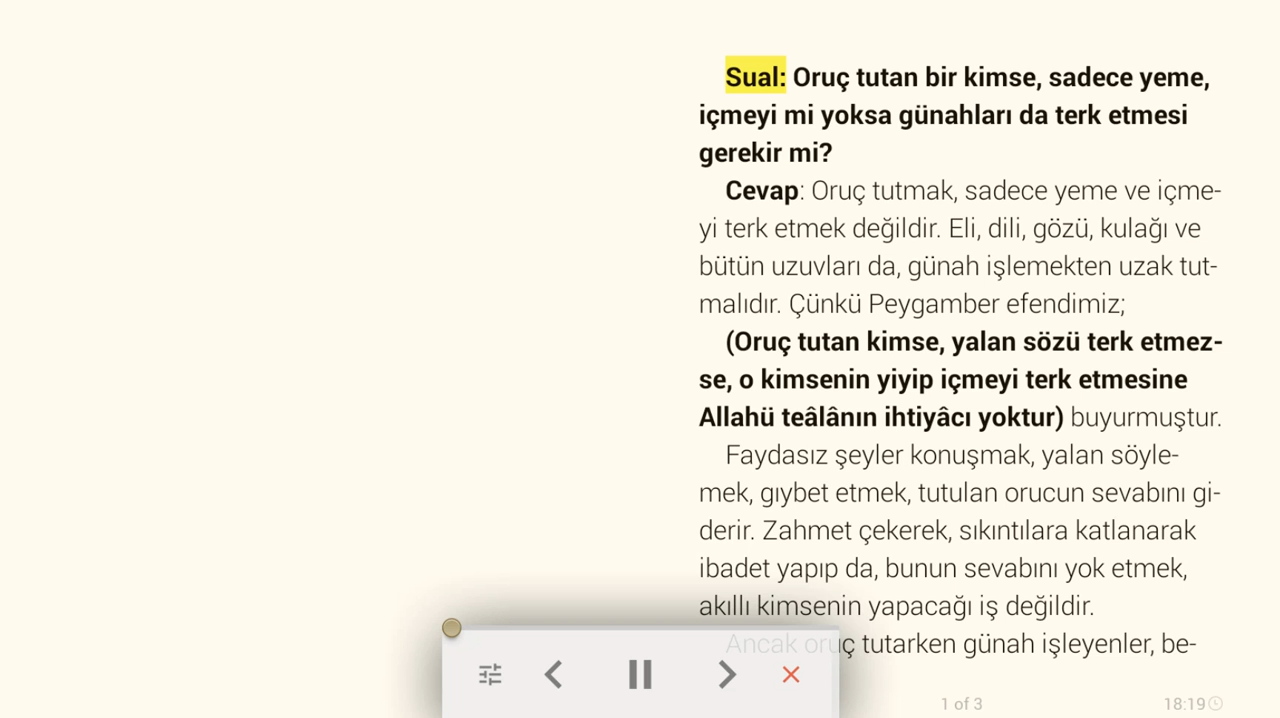 Sual: Oruç tutan bir kimse, sadece yeme,
içmeyi mi yoksa günahları da terk etmesi
gerekir mi?
Cevap: Oruç tutmak, sadece yeme ve içme-
yi terk etmek değildir. Eli, dili, gözü, kulağı ve
bütün uzuvları da, günah işlemekten uzak tut-
malıdır. Çünkü Peygamber efendimiz;
(Oruç tutan kimse, yalan sözü terk etmez-
se, o kimsenin yiyip içmeyi terk etmesine
Allahü teâlânın ihtiyâcı yoktur) buyurmuştur.
Faydasız şeyler konuşmak, yalan söyle-
mek, gıybet etmek, tutulan orucun sevabını gi-
derir. Zahmet çekerek, sıkıntılara katlanarak
ibadet yapıp da, bunun sevabını yok etmek,
akıllı kimsenin yapacağı iş değildir.
Ancak oruç tutarken günah işleyenler, be-
1 of 3
18:19